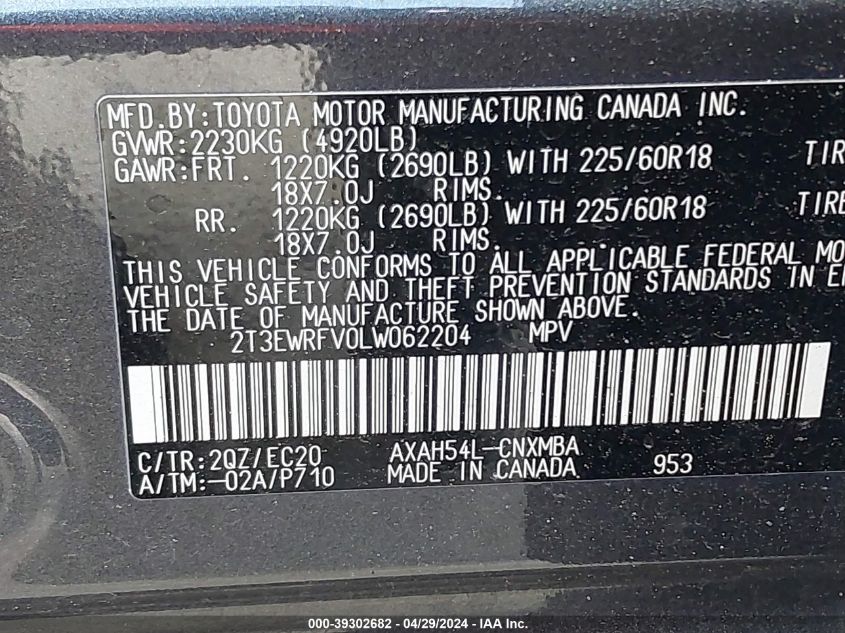 MFD.BY:TOYOTA MOTOR MANUFACTURING CANADA INC.
GVWR:2230KG (4920LB)
GAWR:FRT. 1220KG (2690LB) WITH 225/60R18 TIR
18X7.0J RIMS.
RR. 1220KG (2690LB) WITH 225/60R18 TIRE
18X7.0J RIMS.
THIS VEHICLE CONFORMS TO ALL APPLICABLE FEDERAL MO
VEHICLE SAFETY AND THEFT PREVENTION STANDARDS IN E
THE DATE OF MANUFACTURE SHOWN ABOVE.
2T3EWRFV0LW062204 MPV
C/TR:2QZ/EC20 AXAH54L-CNXMBA 953
A/TM:-02A/P710 MADE IN CANADA
000-39302682 - 04/29/2024 - IAA Inc.